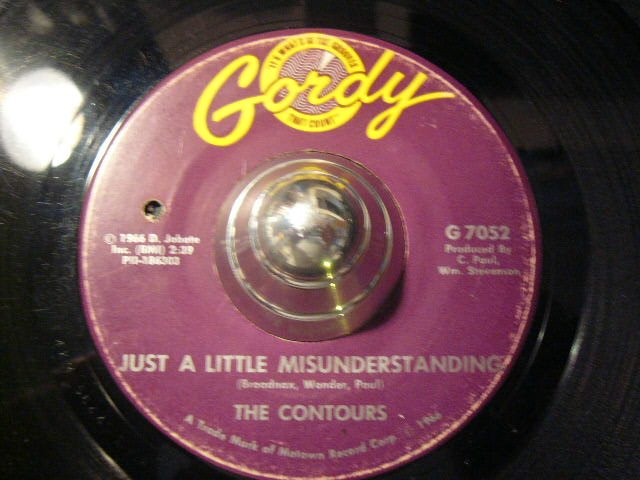 IT'S WHAT'S IN THE GROOVES
Gordy
THAT COUNT
© 1966 D. Jobete
Inc. (BMI) 2:39
G 7052
Produced By
C. Paul,
Wm. Stevenson
JUST A LITTLE MISUNDERSTANDING
(Broadnax, Wonder, Paul)
THE CONTOURS
A Trade Mark of Motown Record Corp. © 1966